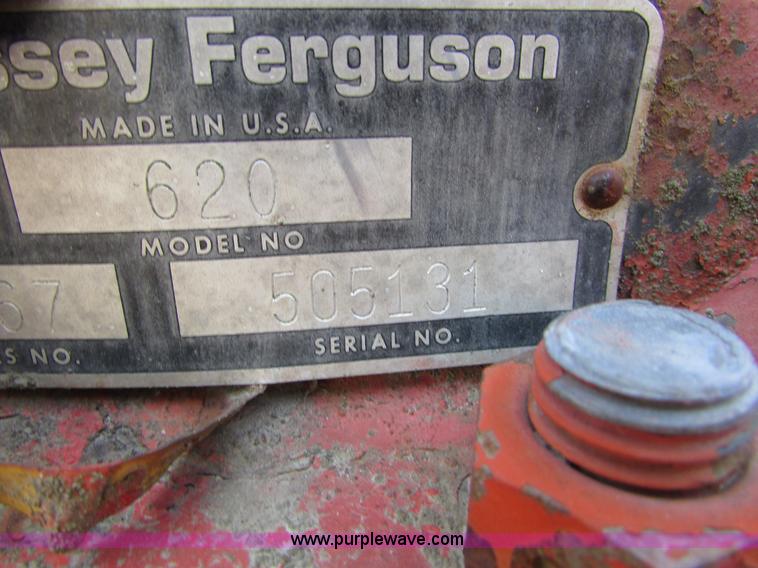 ssey Ferguson
MADE IN U.S.A.
620
MODEL NO
67 505131
S NO. SERIAL NO.
www.purplewave.com